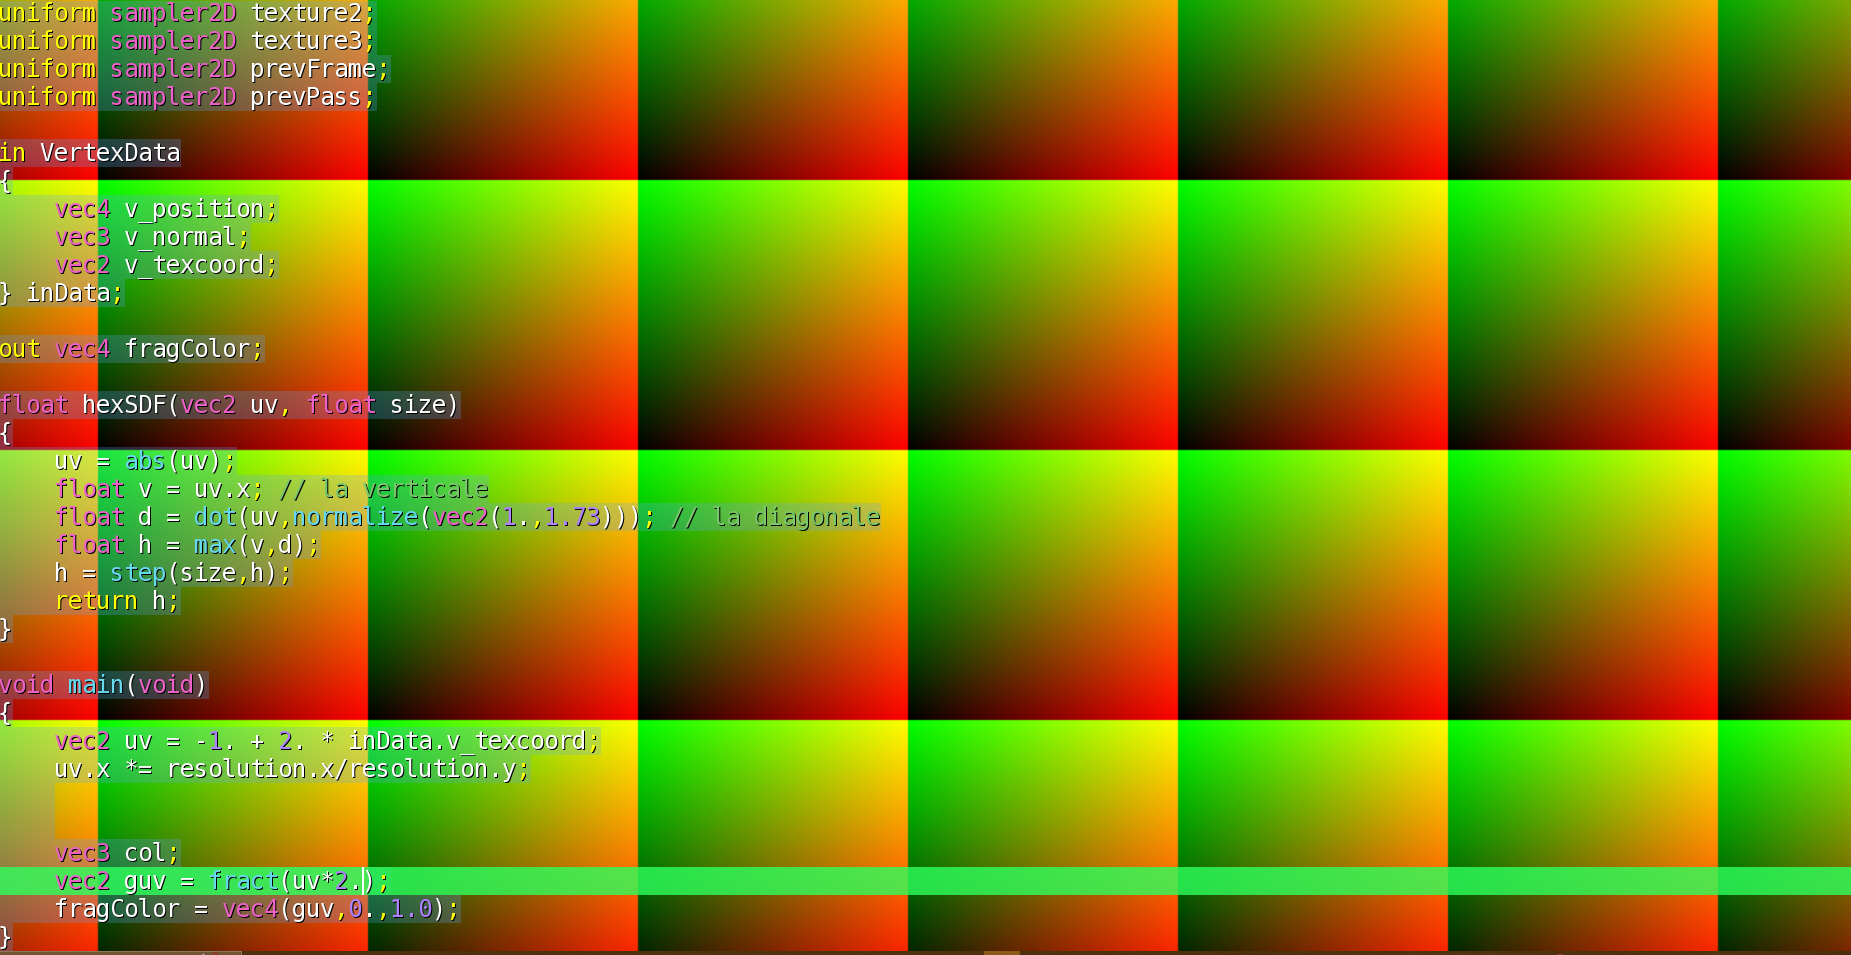 uniform sampler2D texture2;
uniform sampler2D texture3;
uniform sampler2D prevFrame;
uniform sampler2D prevPass;
in VertexData
{
vec4 v_position;
vec3 v_normal;
vec2 v_texcoord;
} inData;
out vec4 fragColor;
float hexSDF(vec2 uv, float size)
{
uv = abs(uv);
float v = uv.x; // la verticale
float d = dot(uv,normalize(vec2(1.,1.73))); // la diagonale
float h = max(v,d);
h = step(size,h);
return h;
}
void main(void)
{
vec2 uv = -1. + 2. * inData.v_texcoord;
uv.x *= resolution.x/resolution.y;
vec3 col;
vec2 guv = fract(uv*2.);
fragColor = vec4(guv,0.,1.0);
}